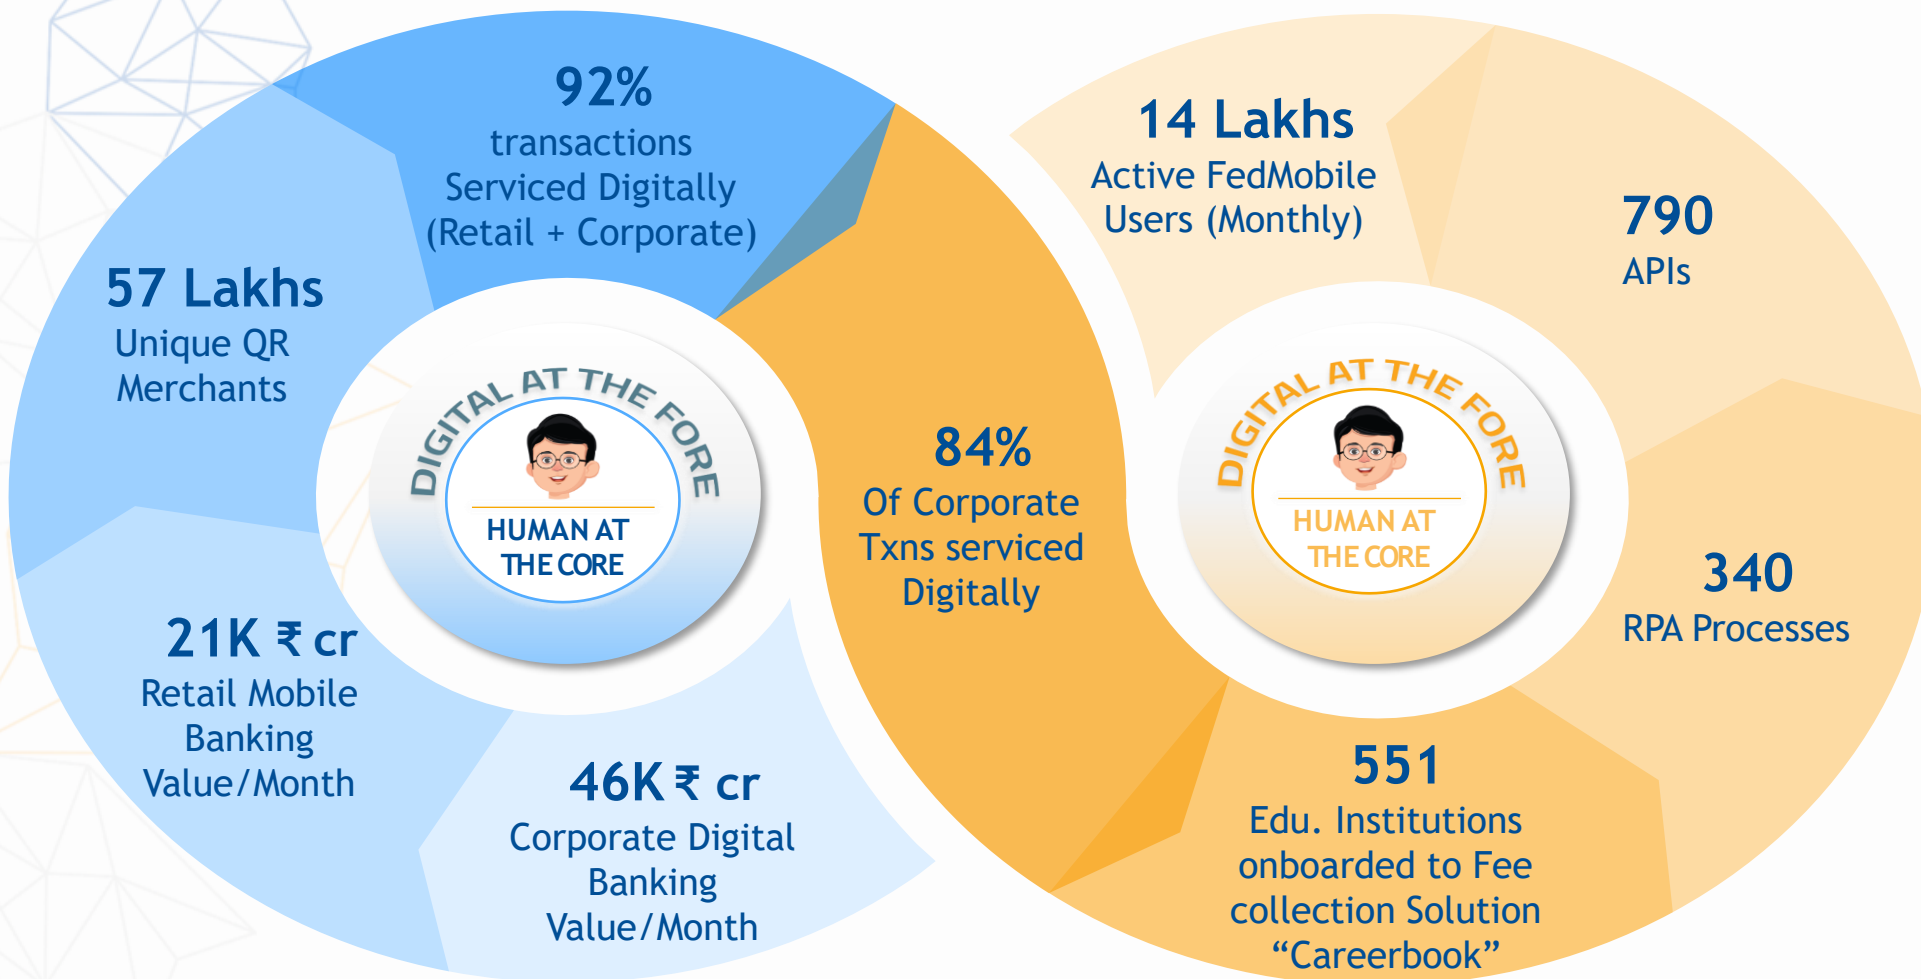 92%
transactions
Serviced Digitally
(Retail + Corporate)
57 Lakhs
Unique QR
Merchants
21K ₹ cr
Retail Mobile
Banking
Value/Month
46K ₹ cr
Corporate Digital
Banking
Value/Month
DIGITAL AT THE FORE
HUMAN AT
THE CORE
84%
Of Corporate
Txns serviced
Digitally
14 Lakhs
Active FedMobile
Users (Monthly)
790
APIs
340
RPA Processes
551
Edu. Institutions
onboarded to Fee
collection Solution
“Careerbook”
DIGITAL AT THE FORE
HUMAN AT
THE CORE